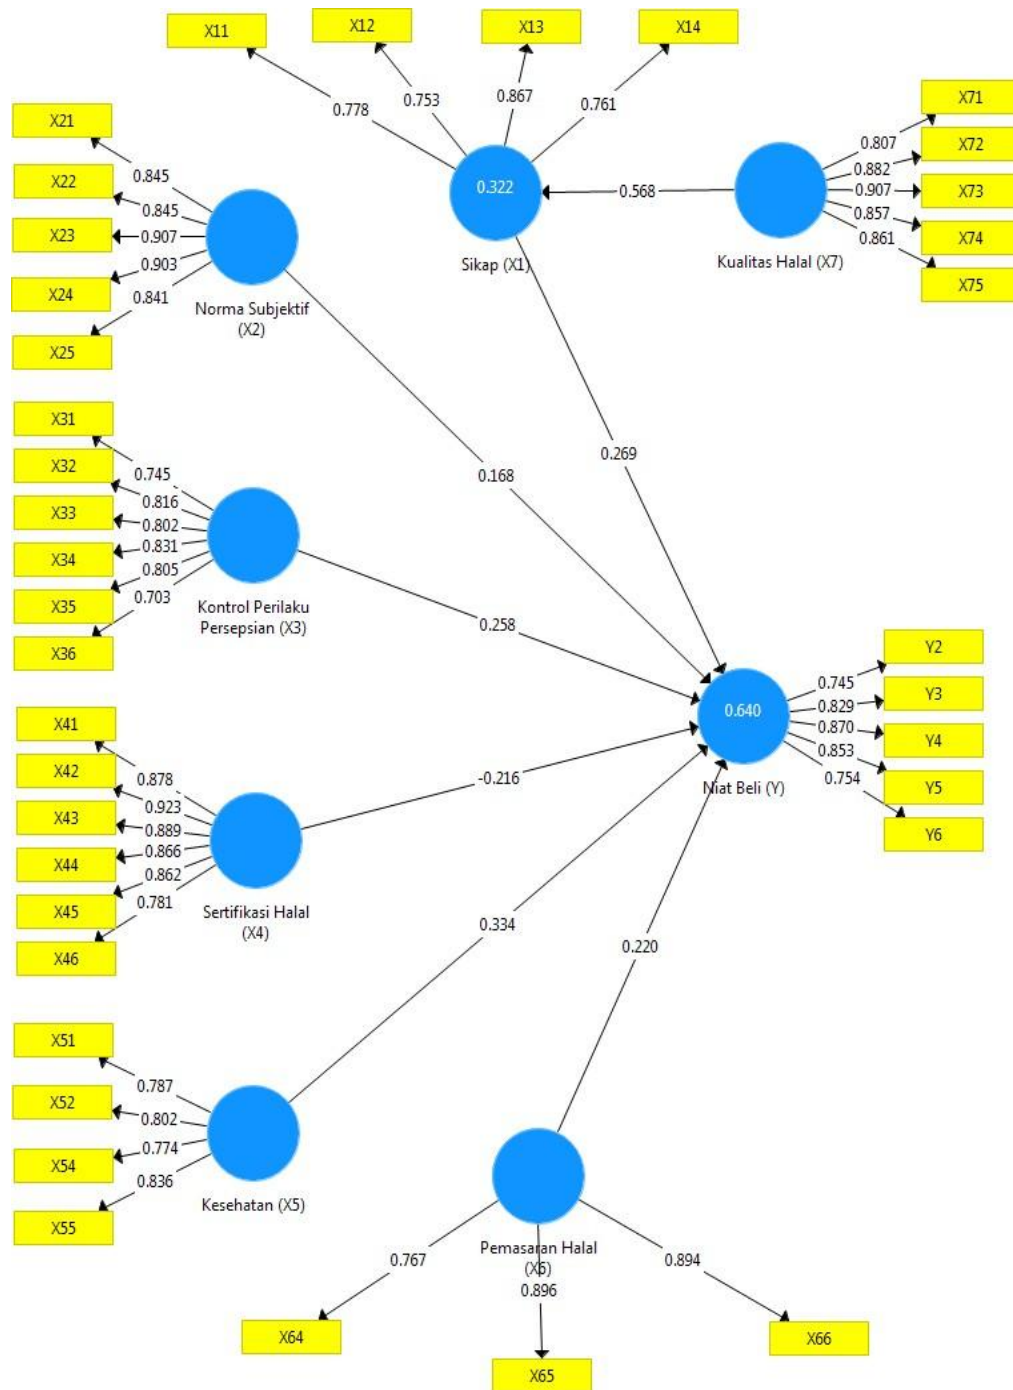 X11
X12
X13
X14
0.778
0.753
0.867
0.761
X21
X22
X23
X24
X25
0.845
0.845
0.907
0.903
0.841
Norma Subjektif
(X2)
0.322
Sikap (X1)
0.568
Kualitas Halal (X7)
0.807
0.882
0.907
0.857
0.861
X71
X72
X73
X74
X75
0.269
0.168
X31
X32
X33
X34
X35
X36
0.745
0.816
0.802
0.831
0.805
0.703
Kontrol Perilaku
Persepsian (X3)
0.258
0.640
Niat Beli (Y)
0.745
0.829
0.870
0.853
0.754
Y2
Y3
Y4
Y5
Y6
X41
X42
X43
X44
X45
X46
0.878
0.923
0.889
0.866
0.862
0.781
Sertifikasi Halal
(X4)
-0.216
0.334
0.220
X51
X52
X54
X55
0.787
0.802
0.774
0.836
Kesehatan (X5)
Pemasaran Halal
(X6)
0.767
0.896
0.894
X64
X65
X66